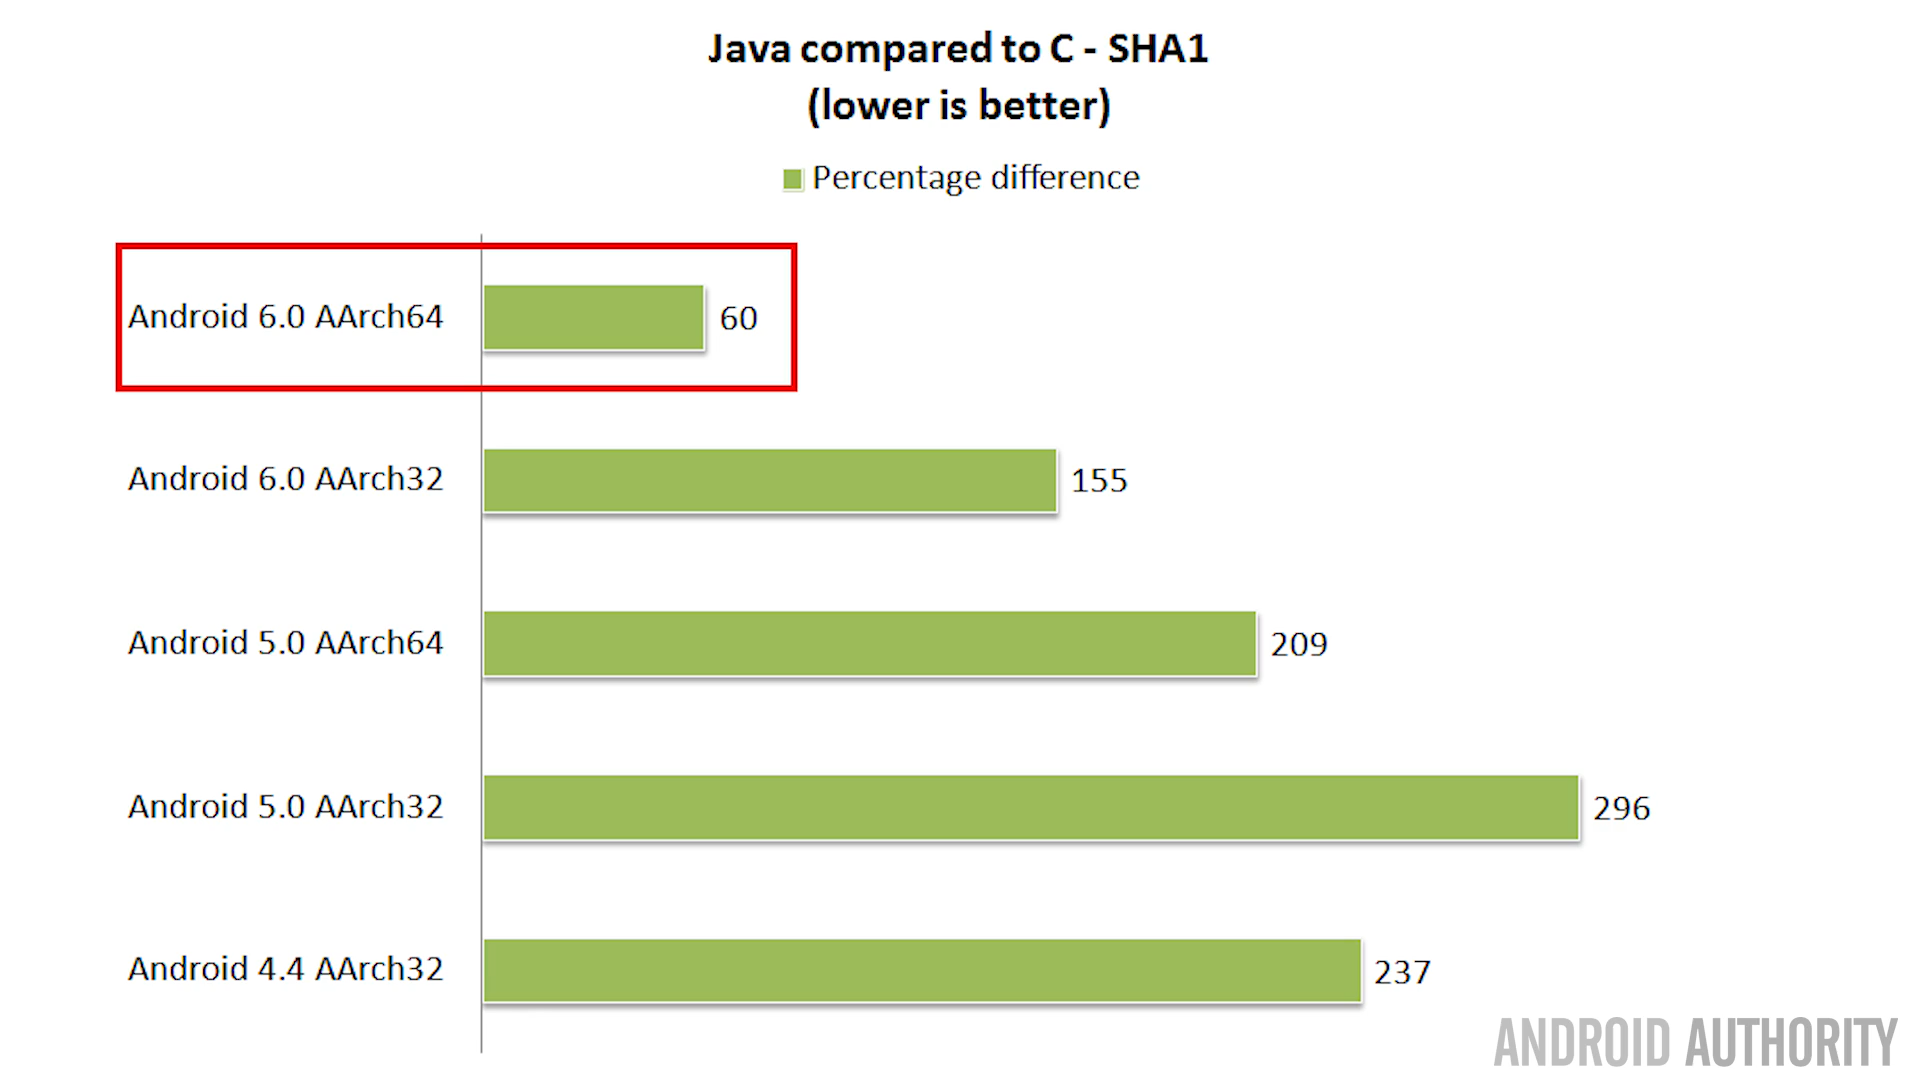 Java compared to C - SHA1
(lower is better)
Percentage difference
Android 6.0 AArch64 60
Android 6.0 AArch32 155
Android 5.0 AArch64 209
Android 5.0 AArch32 296
Android 4.4 AArch32 237
ANDROID AUTHORITY